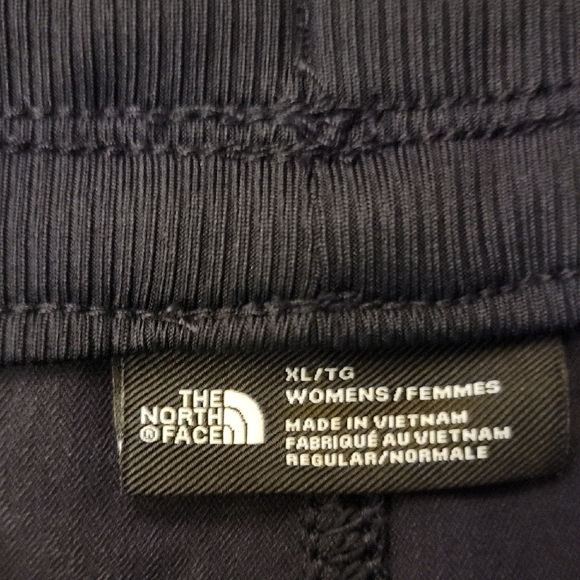 THE
NORTH
® FACE
XL/TG
WOMENS/FEMMES
MADE IN VIETNAM
FABRIQUÉ AU VIETNAM
REGULAR/NORMALE